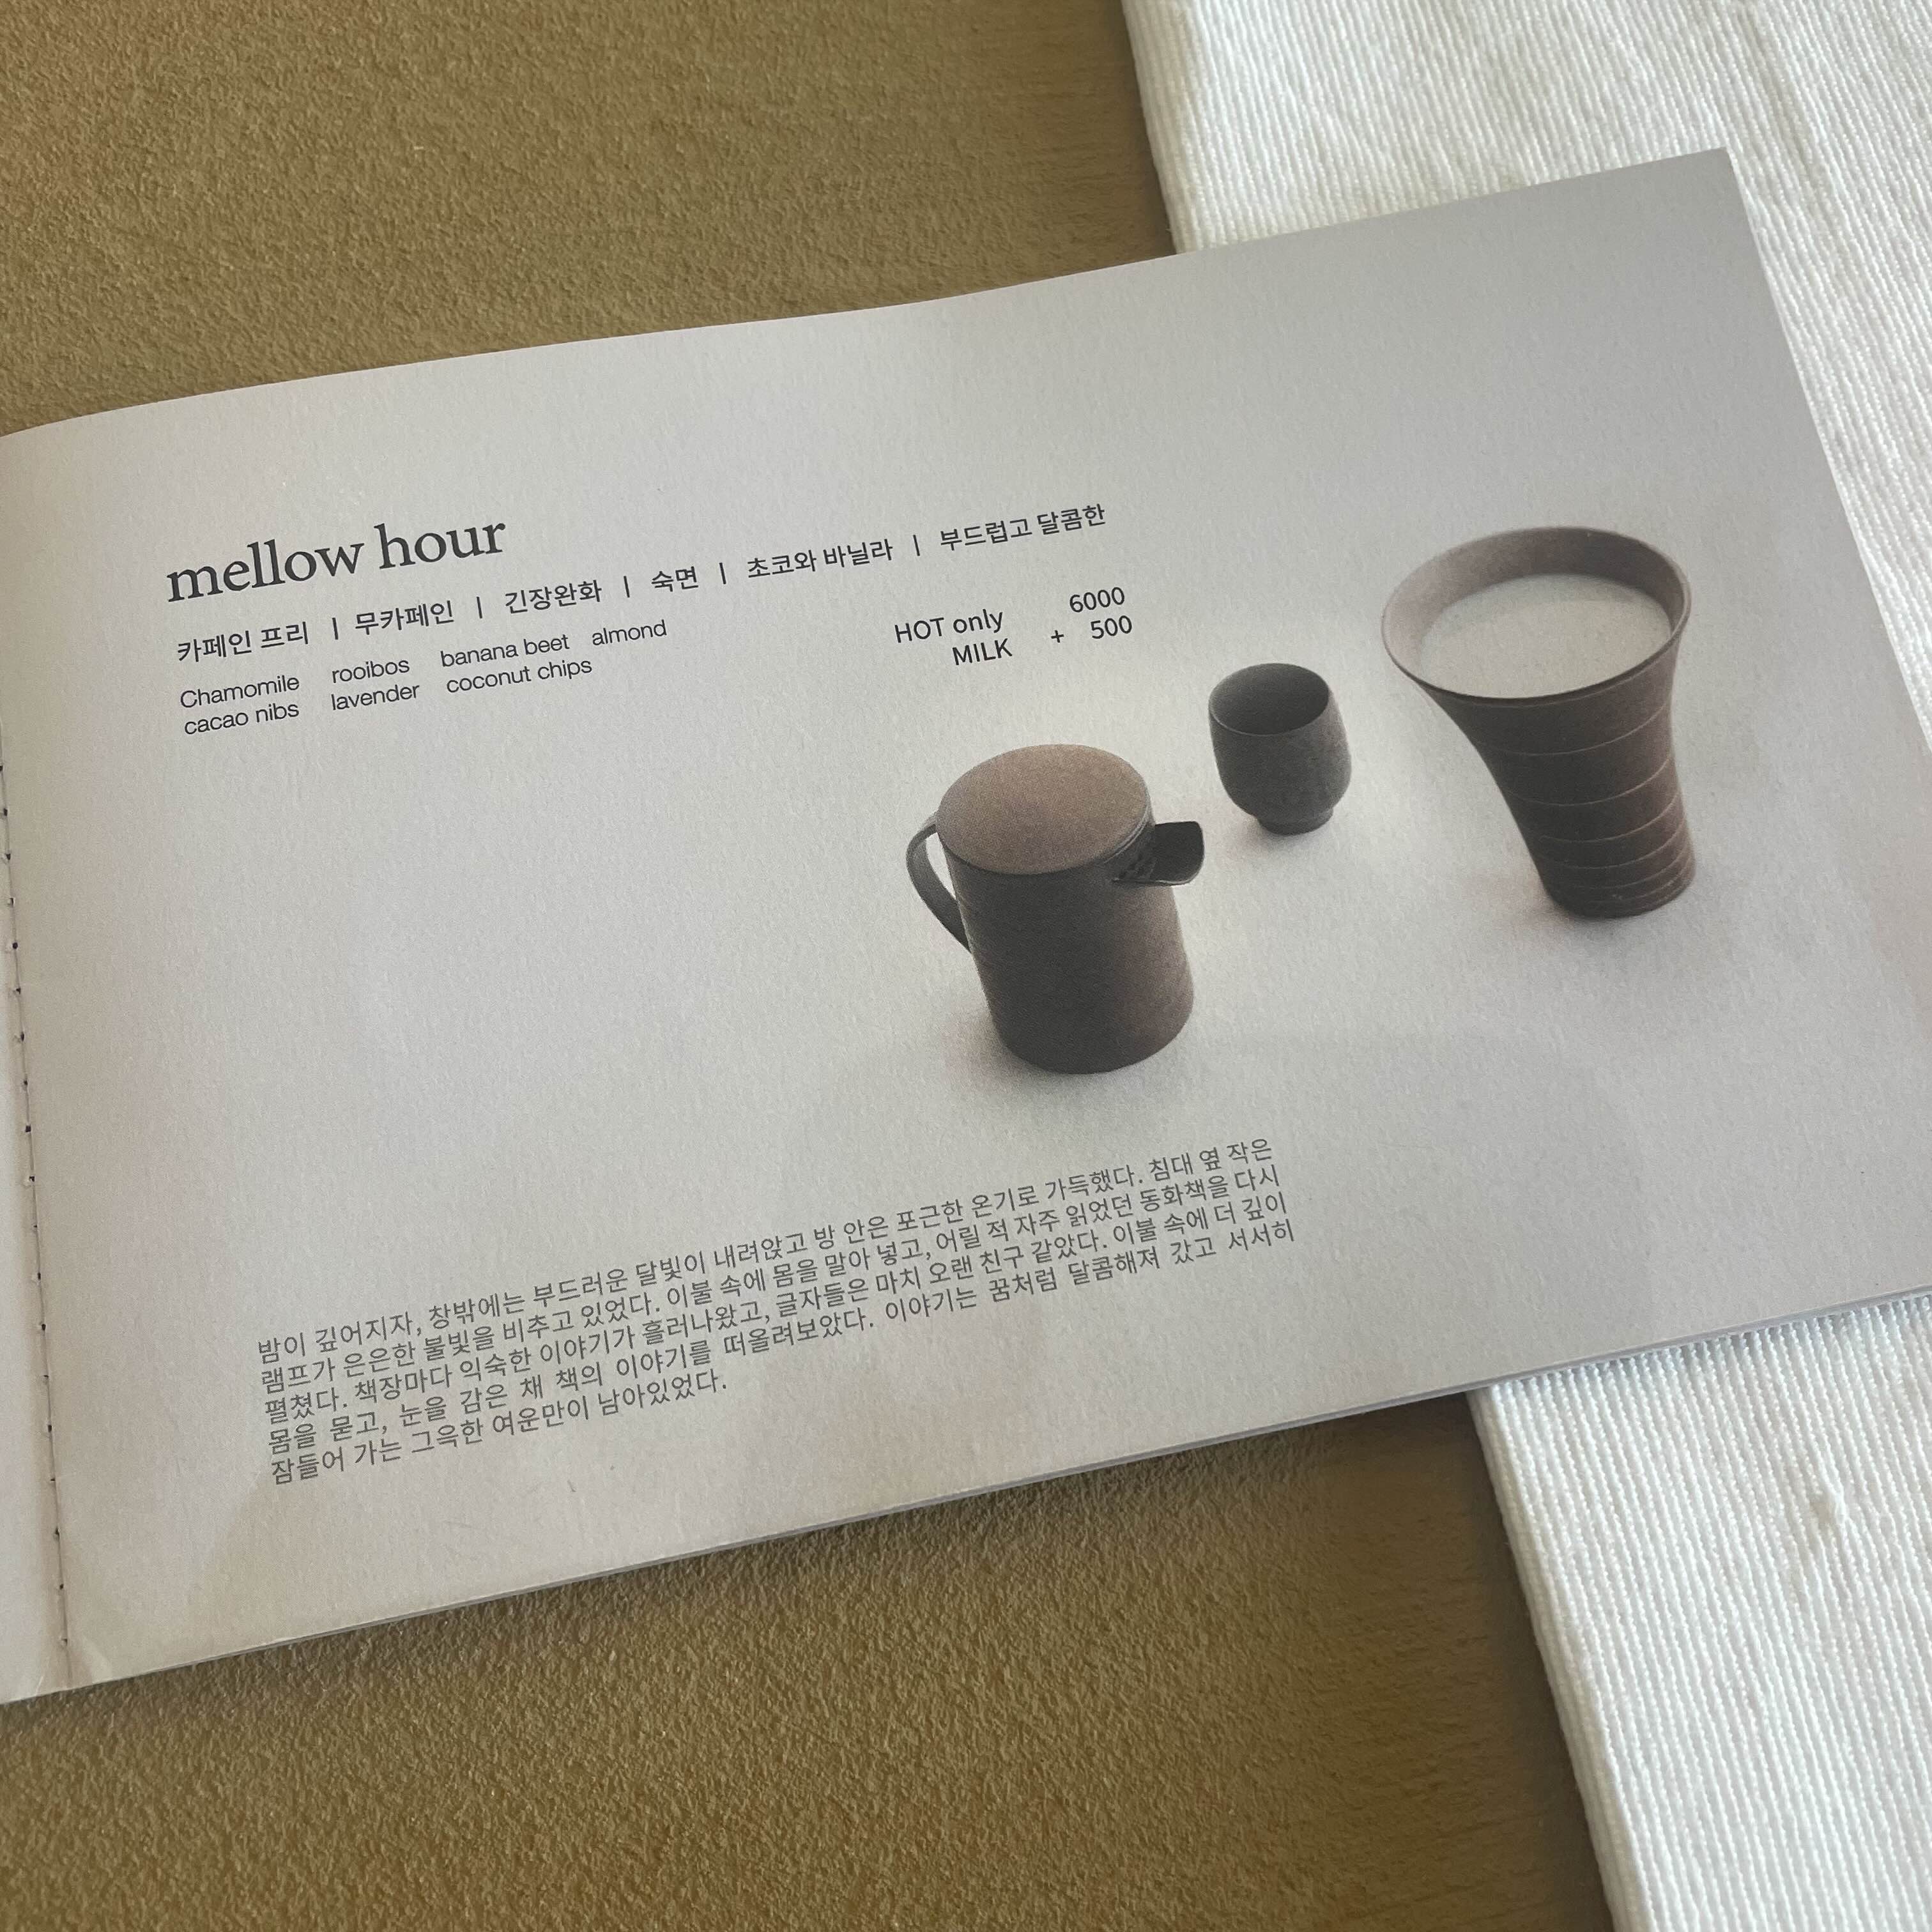 mellow hour
카페인 프리 | 무카페인 | 긴장완화 | 숙면 | 초코와 바닐라 | 부드럽고 달콤한
Chamomile rooibos banana beet almond
cacao nibs lavender coconut chips
HOT only 6000
MILK + 500
밤이 깊어지자, 창밖에는 부드러운 달빛이 내려앉고 방 안은 포근한 온기로 가득했다. 침대 옆 작은
램프가 은은한 불빛을 비추고 있었다. 이불 속에 몸을 말아 넣고, 어릴 적 자주 읽었던 동화책을 다시
펼쳤다. 책장마다 익숙한 이야기가 흘러나왔고, 글자들은 마치 오랜 친구 같았다. 이불 속에 더 깊이
몸을 묻고, 눈을 감은 채 책의 이야기를 떠올려보았다. 이야기는 꿈처럼 달콤해져 갔고 서서히
잠들어 가는 그윽한 여운만이 남아있었다.